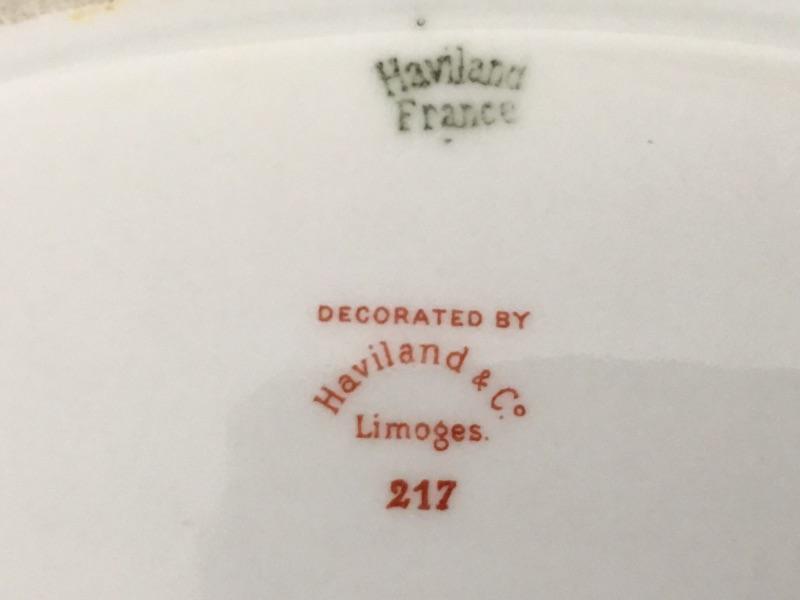 Haviland
France
DECORATED BY
Haviland & Co.
Limoges.
217